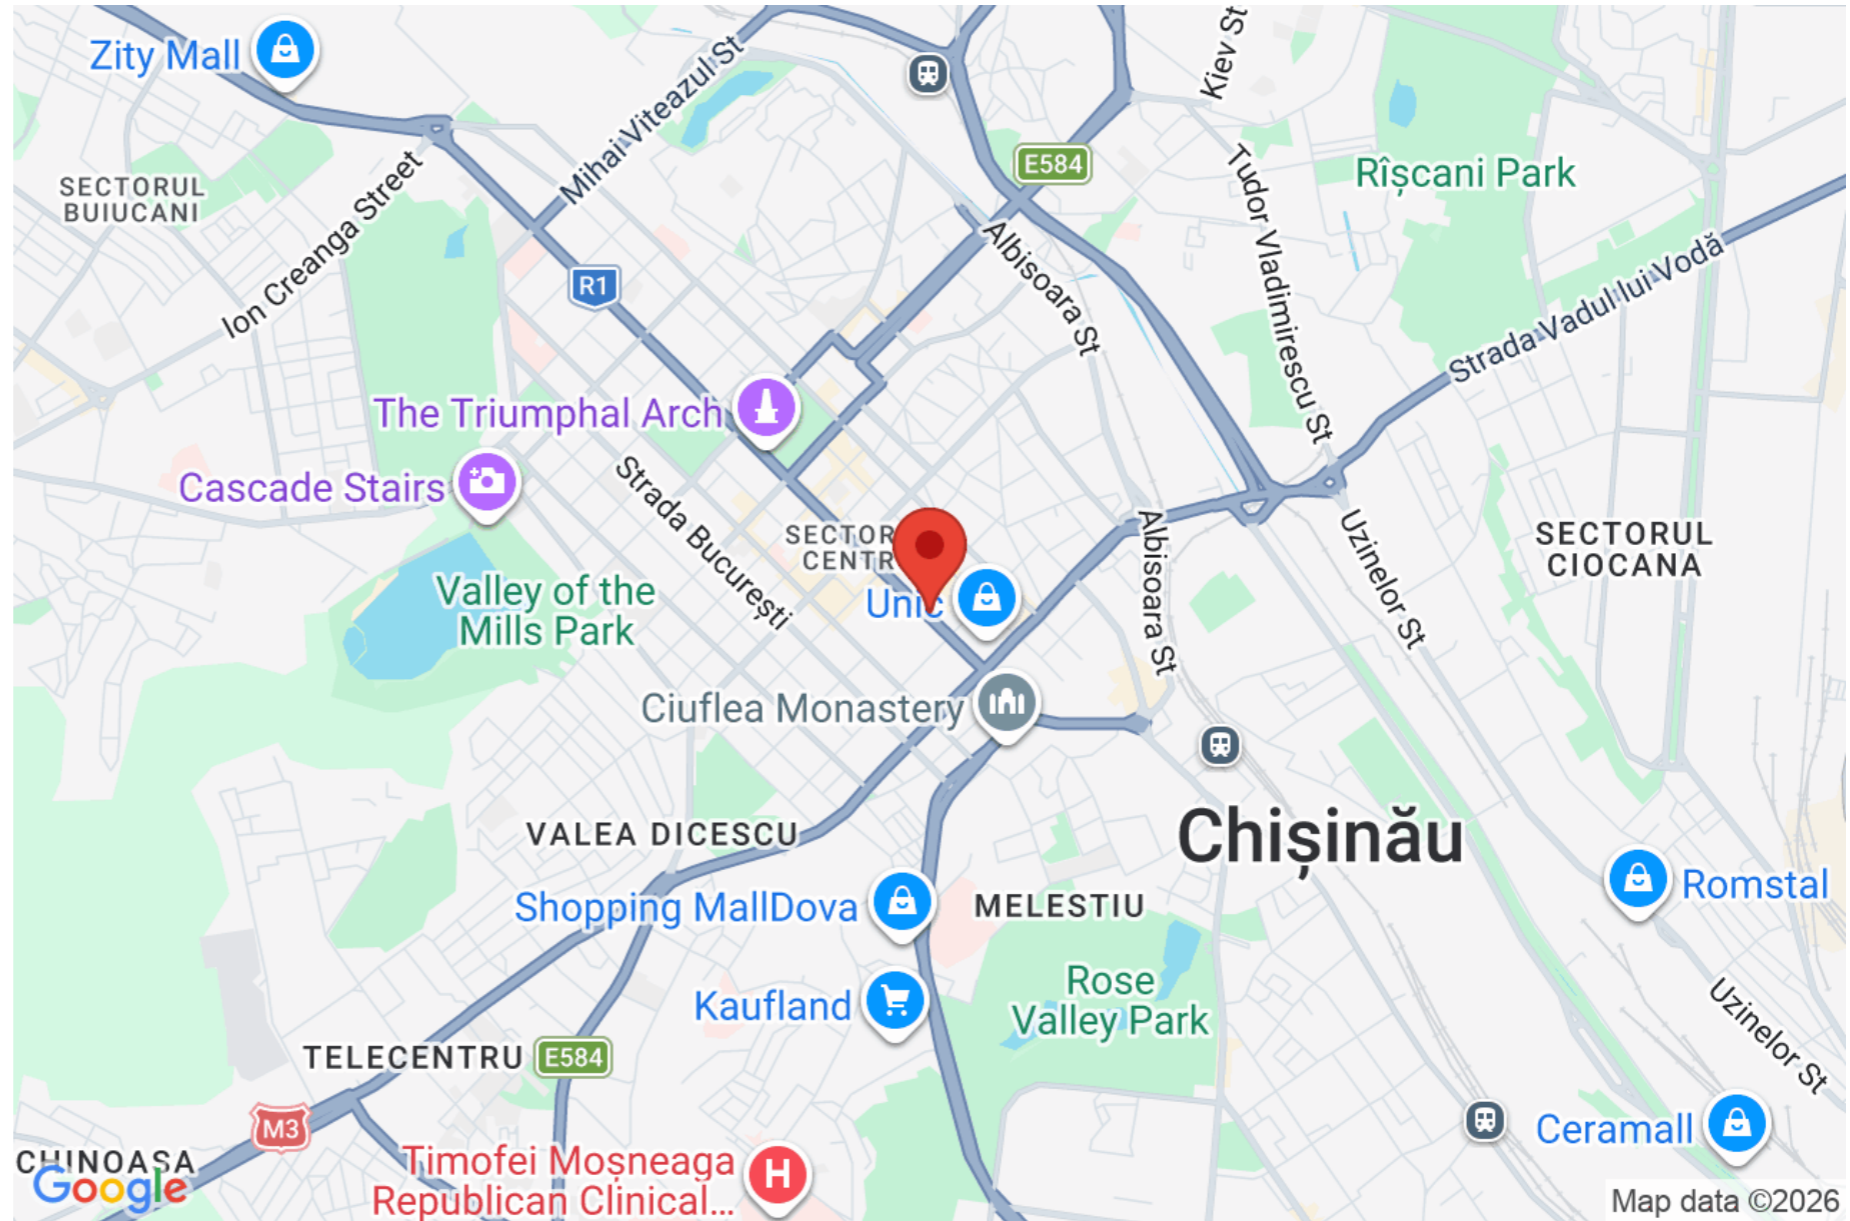 Zity Mall
Mihai Viteazul St
Kiev St
E584
Rîșcani Park
SECTORUL
BUIUCANI
Ion Creanga Street
Tudor Vladimirescu St
Albisoara St
R1
Strada Vadul lui Vodă
The Triumphal Arch
Cascade Stairs
Strada București
SECTOR
CENTR
Albisoara St
Uzinelor St
SECTORUL
CIOCANA
Valley of the
Mills Park
Unic
Ciuflea Monastery
VALEA DICESCU
Chișinău
Shopping MallDova
MELESTIU
Romstal
Kaufland
Rose
Valley Park
Uzinelor St
TELECENTRU
E584
M3
Ceramall
CHINOASA
Google
Timofei Moșneaga
Republican Clinical...
H
Map data ©2026